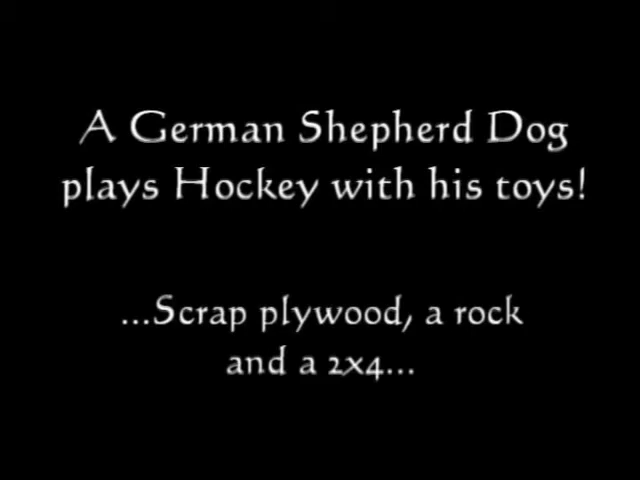 A German Shepherd Dog
plays Hockey with his toys!
...Scrap plywood, a rock
and a 2x4...